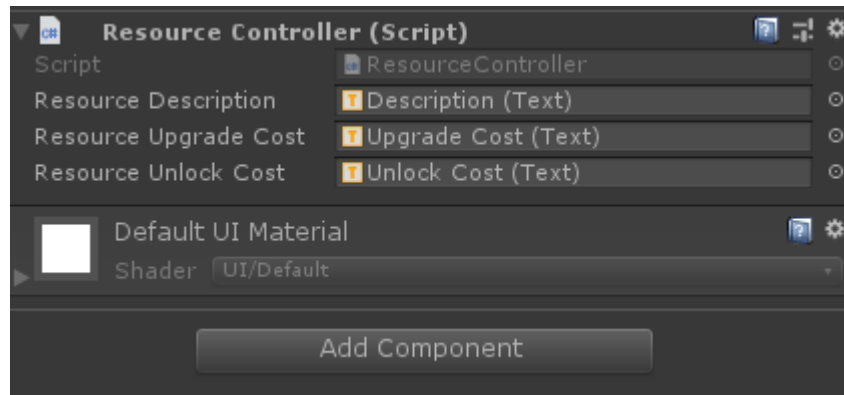 Resource Controller (Script)
Script ResourceController
Resource Description Description (Text)
Resource Upgrade Cost Upgrade Cost (Text)
Resource Unlock Cost Unlock Cost (Text)
Default UI Material
Shader UI/Default
Add Component